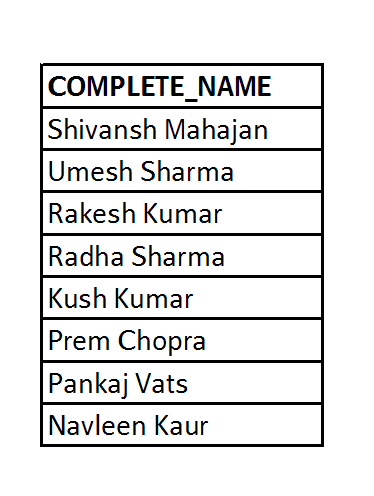 COMPLETE_NAME
Shivansh Mahajan
Umesh Sharma
Rakesh Kumar
Radha Sharma
Kush Kumar
Prem Chopra
Pankaj Vats
Navleen Kaur